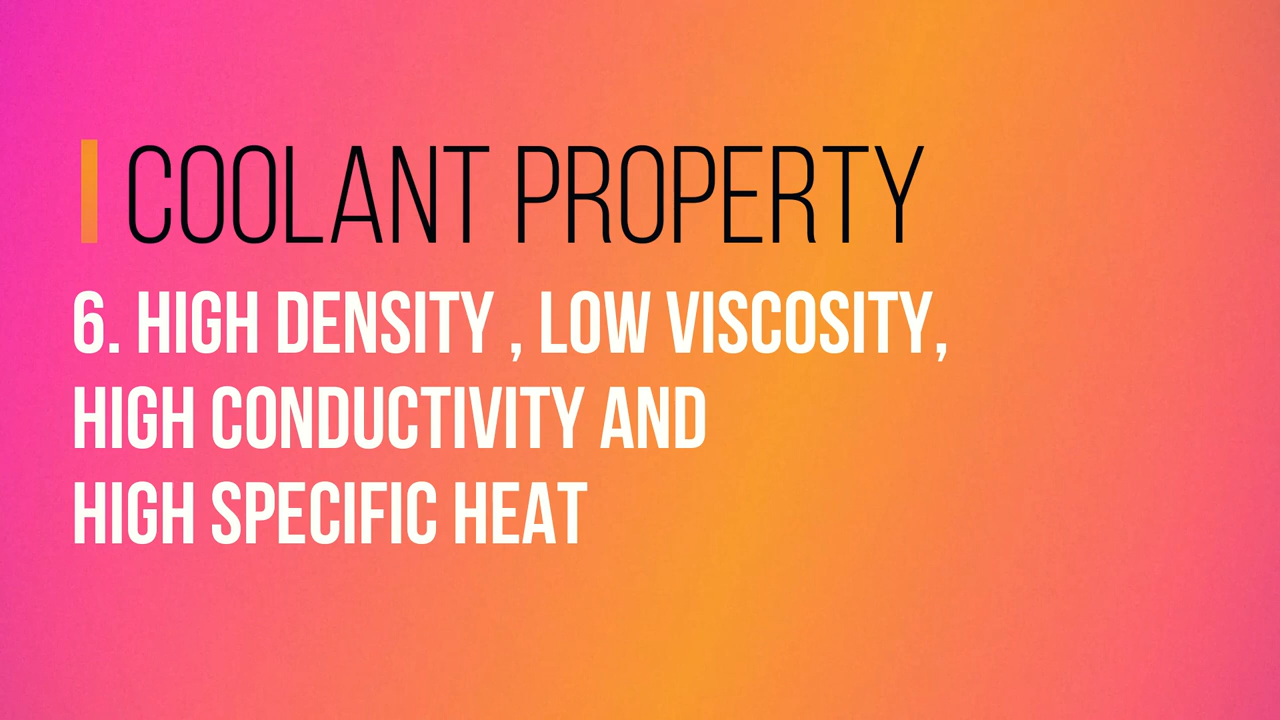 COOLANT PROPERTY
6. HIGH DENSITY , LOW VISCOSITY,
HIGH CONDUCTIVITY AND
HIGH SPECIFIC HEAT